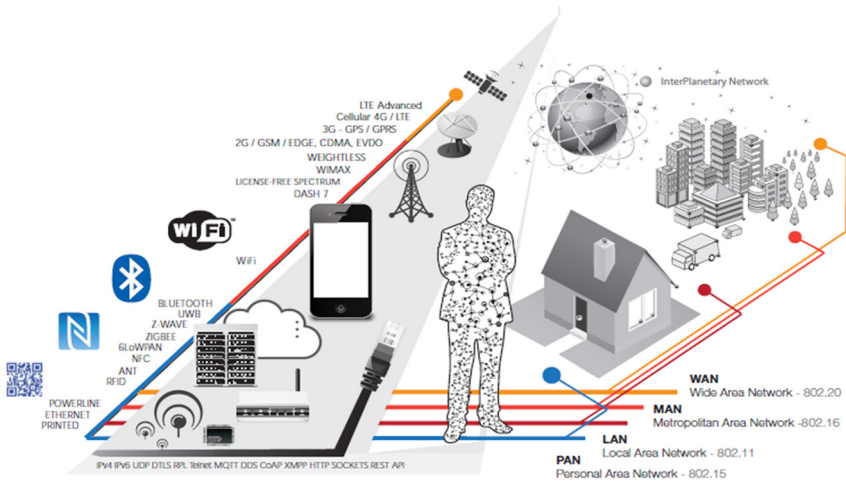 InterPlanetary Network
LTE Advanced
Cellular 4G / LTE
3G - GPS / GPRS
2G / GSM / EDGE, CDMA, EVDO
WEIGHTLESS
WIMAX
LICENSE-FREE SPECTRUM
DASH 7
WiFi
TM
WiFi
BLUETOOTH
UWB
Z-WAVE
ZIGBEE
6LoWPAN
NFC
ANT
RFID
POWERLINE
ETHERNET
PRINTED
IPv4 IPv6 UDP DTLS RPL Telnet MQTT DDS CoAP XMPP HTTP SOCKETS REST API
WAN
Wide Area Network - 802.20
MAN
Metropolitan Area Network -802.16
LAN
Local Area Network - 802.11
PAN
Personal Area Network - 802.15